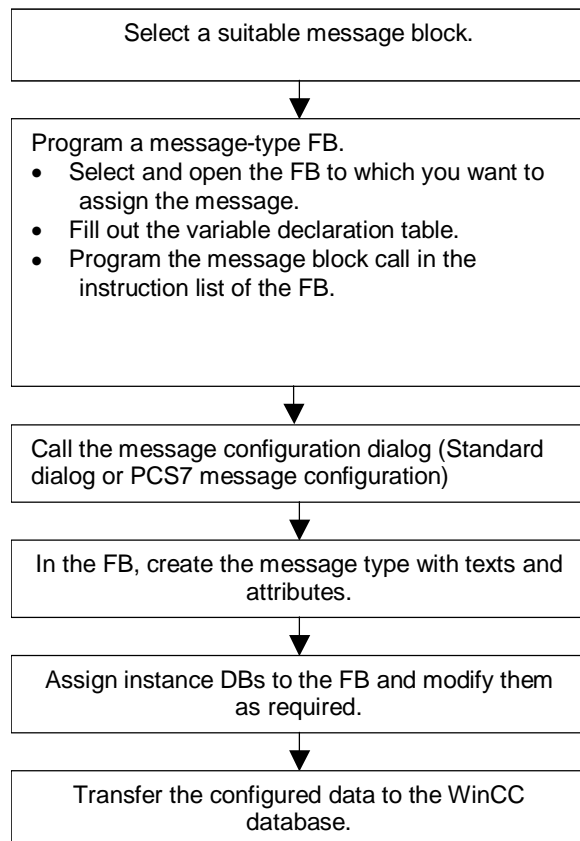 Select a suitable message block.
Program a message-type FB.
• Select and open the FB to which you want to
assign the message.
• Fill out the variable declaration table.
• Program the message block call in the
instruction list of the FB.
Call the message configuration dialog (Standard
dialog or PCS7 message configuration)
In the FB, create the message type with texts and
attributes.
Assign instance DBs to the FB and modify them
as required.
Transfer the configured data to the WinCC
database.